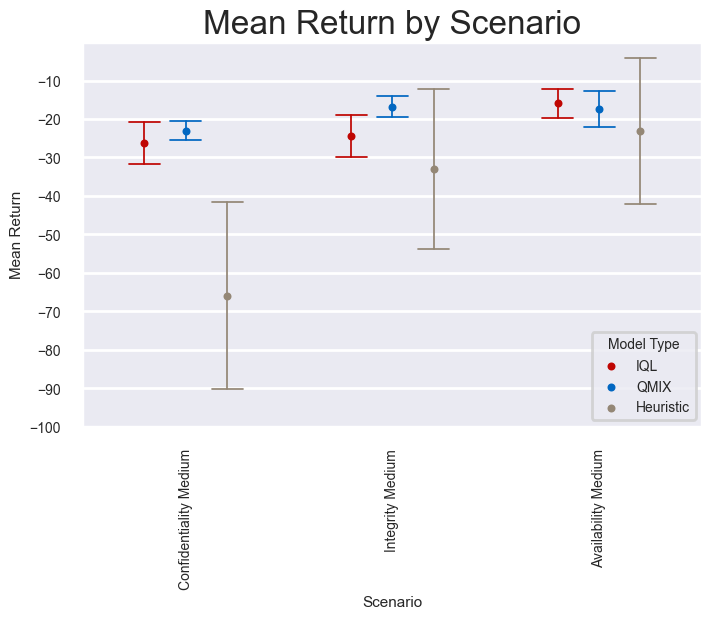 Mean Return by Scenario
Mean Return
−10
−20
−30
−40
−50
−60
−70
−80
−90
−100
Model Type
IQL
QMIX
Heuristic
Confidentiality Medium
Integrity Medium
Availability Medium
Scenario